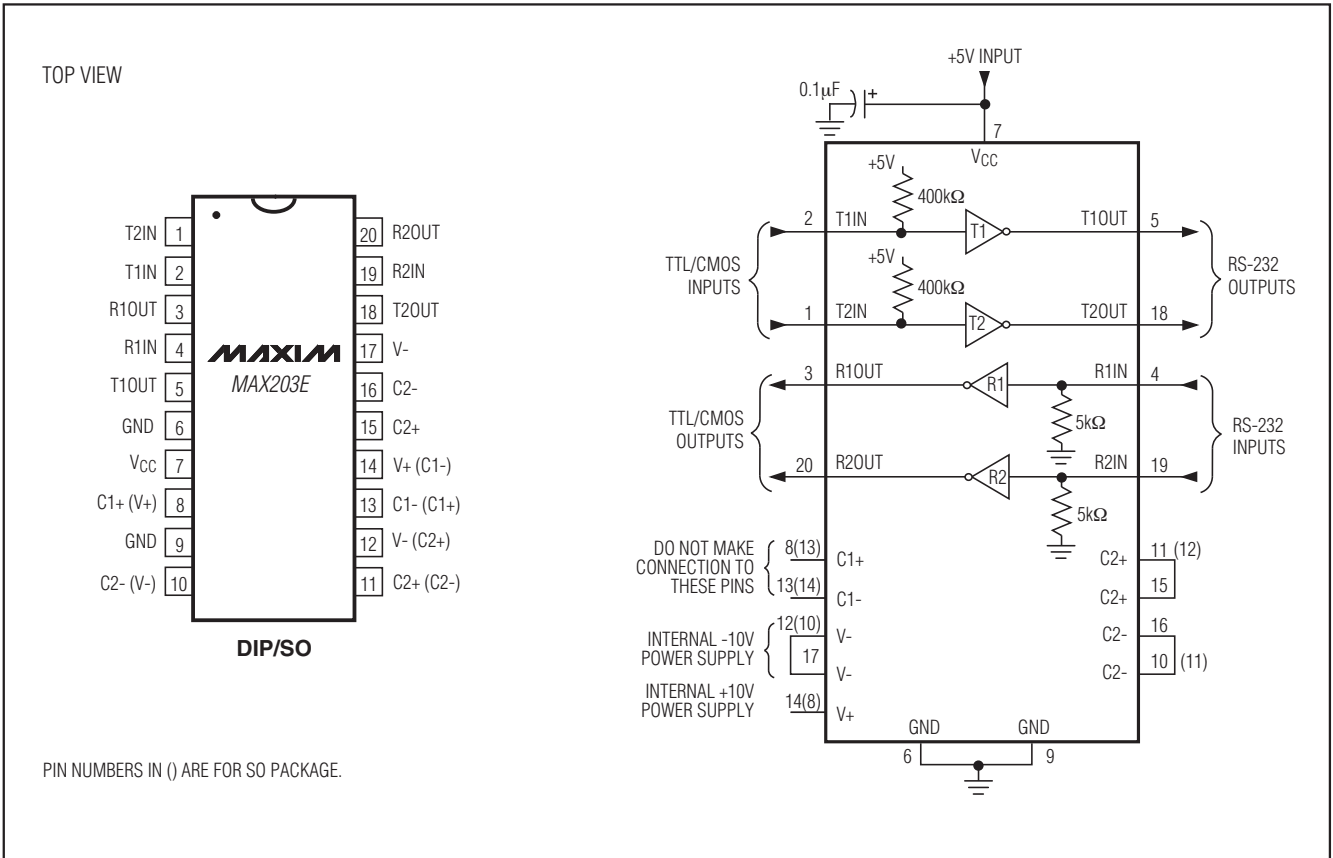 TOP VIEW
T2IN 1
T1IN 2
R1OUT 3
R1IN 4
T1OUT 5
GND 6
VCC 7
C1+ (V+) 8
GND 9
C2- (V-) 10
MAXIM
MAX203E
20 R2OUT
19 R2IN
18 T2OUT
17 V-
16 C2-
15 C2+
14 V+ (C1-)
13 C1- (C1+)
12 V- (C2+)
11 C2+ (C2-)
DIP/SO
PIN NUMBERS IN () ARE FOR SO PACKAGE.
+5V INPUT
0.1µF +
7
VCC
+5V
400kΩ
2 T1IN T1 T1OUT 5
TTL/CMOS
INPUTS
+5V
400kΩ
RS-232
OUTPUTS
1 T2IN T2 T2OUT 18
3 R1OUT R1 R1IN 4
TTL/CMOS
OUTPUTS
5kΩ
RS-232
INPUTS
20 R2OUT R2 R2IN 19
5kΩ
DO NOT MAKE
CONNECTION TO
THESE PINS
8(13) C1+
13(14) C1-
C2+ 11 (12)
C2+ 15
INTERNAL -10V
POWER SUPPLY
12(10) V-
17 V-
C2- 16
C2- 10 (11)
INTERNAL +10V
POWER SUPPLY
14(8) V+
GND GND
6 9